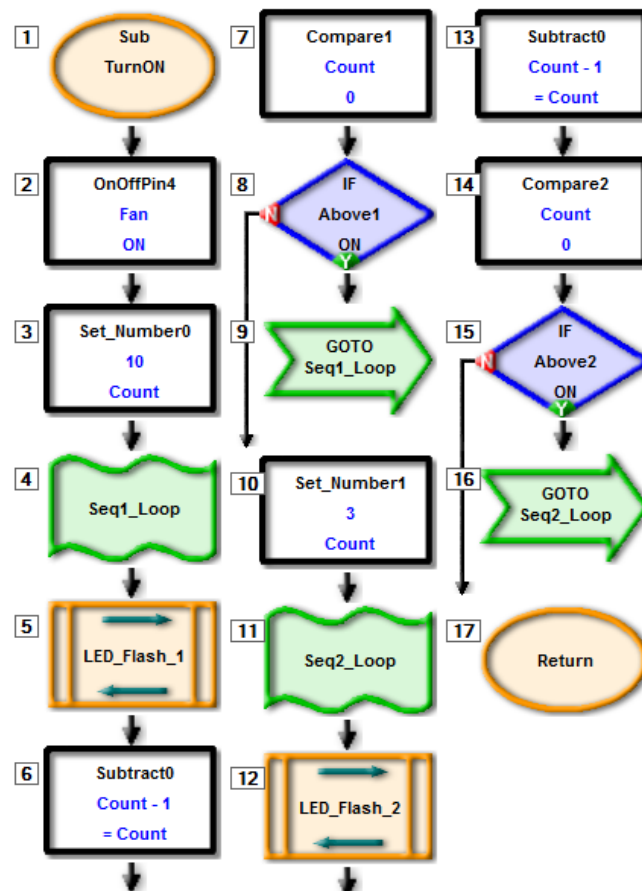 1
Sub
TurnON
2
OnOffPin4
Fan
ON
3
Set_Number0
10
Count
4
Seq1_Loop
5
LED_Flash_1
6
Subtract0
Count - 1
= Count
7
Compare1
Count
0
8
IF
Above1
N
ON
Y
9
GOTO
Seq1_Loop
10
Set_Number1
3
Count
11
Seq2_Loop
12
LED_Flash_2
13
Subtract0
Count - 1
= Count
14
Compare2
Count
0
15
IF
Above2
N
ON
Y
16
GOTO
Seq2_Loop
17
Return